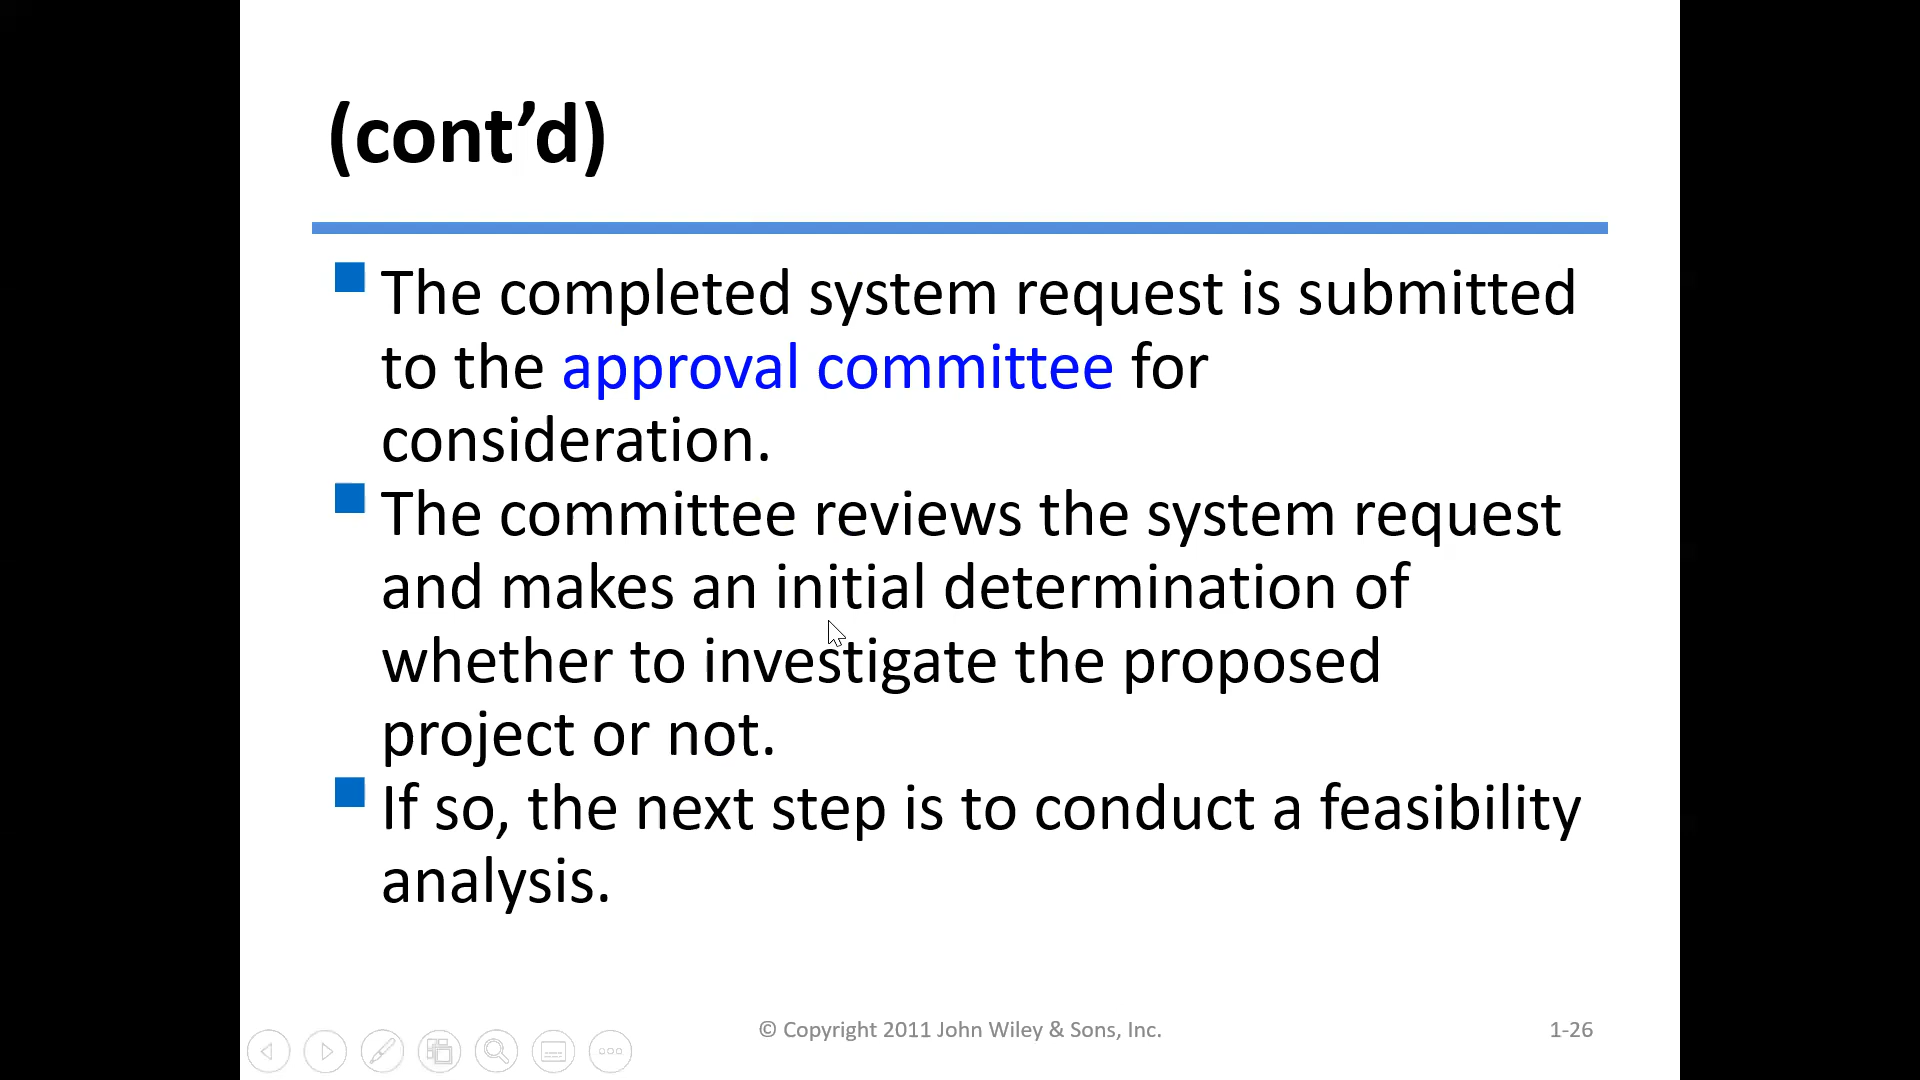 (cont’d)
The completed system request is submitted
to the approval committee for
consideration.
The committee reviews the system request
and makes an initial determination of
whether to investigate the proposed
project or not.
If so, the next step is to conduct a feasibility
analysis.
© Copyright 2011 John Wiley & Sons, Inc.
1-26